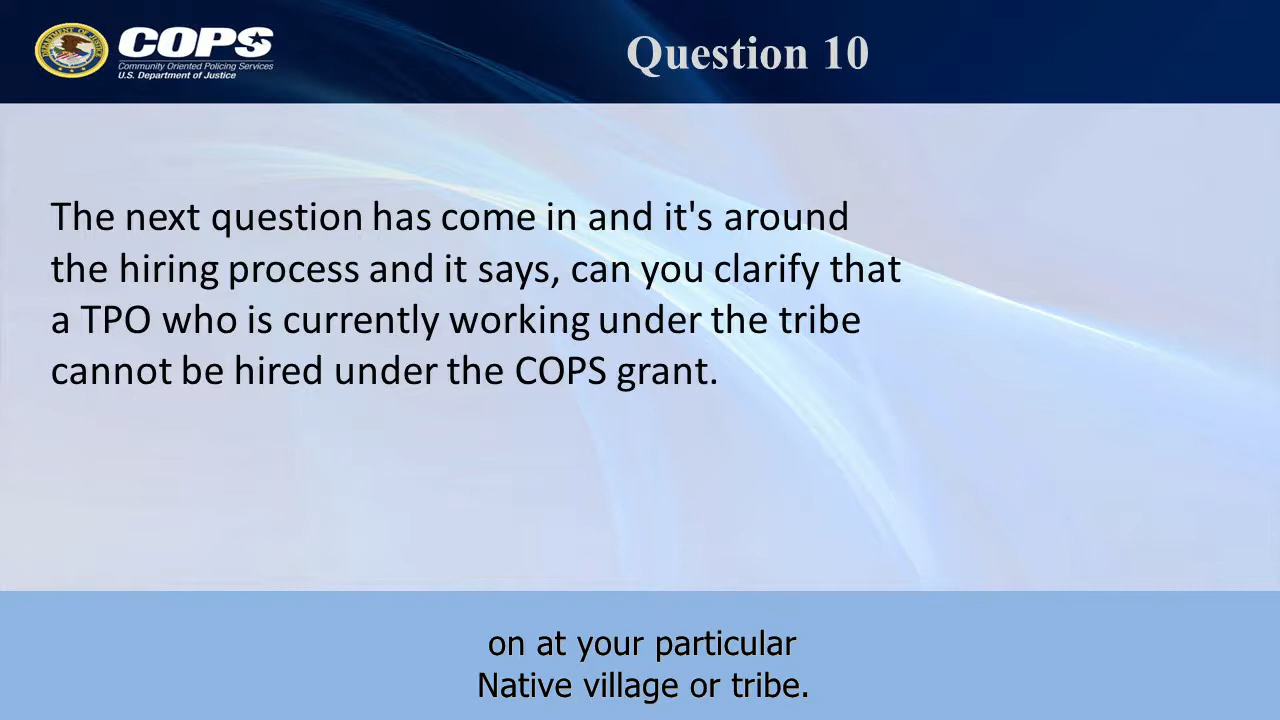 COPS
Community Oriented Policing Services
U.S. Department of Justice
Question 10
The next question has come in and it's around
the hiring process and it says, can you clarify that
a TPO who is currently working under the tribe
cannot be hired under the COPS grant.
on at your particular
Native village or tribe.